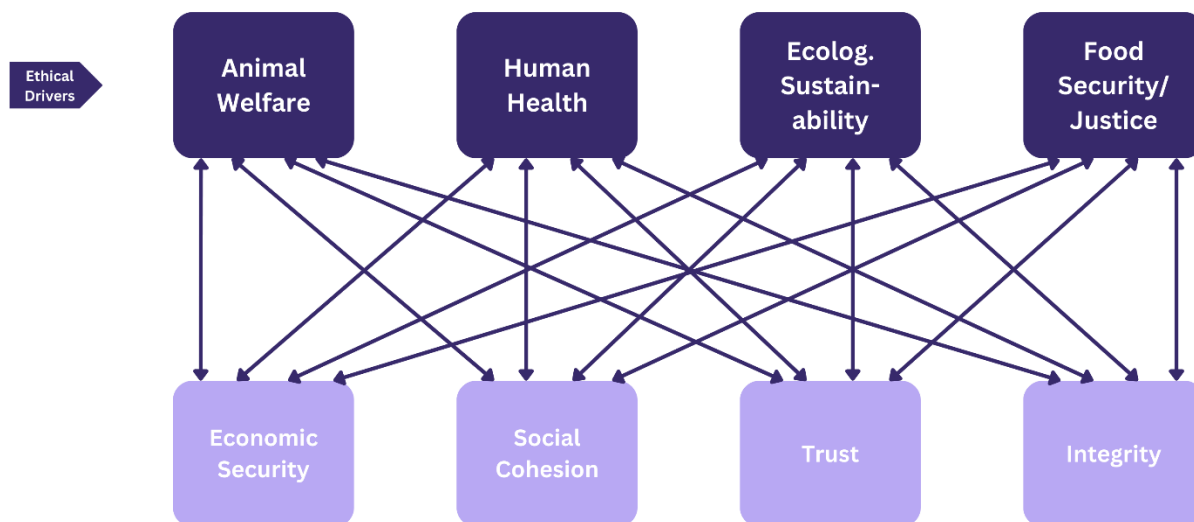 Ethical
Drivers
Animal
Welfare
Human
Health
Ecolog.
Sustain-
ability
Food
Security/
Justice
Economic
Security
Social
Cohesion
Trust
Integrity